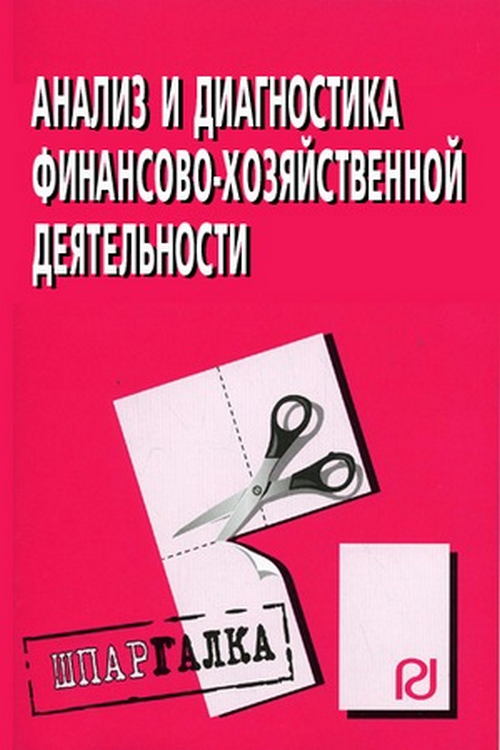 АНАЛИЗ И ДИАГНОСТИКА
ФИНАНСОВО-ХОЗЯЙСТВЕННОЙ
ДЕЯТЕЛЬНОСТИ
ШПАРГАЛКА